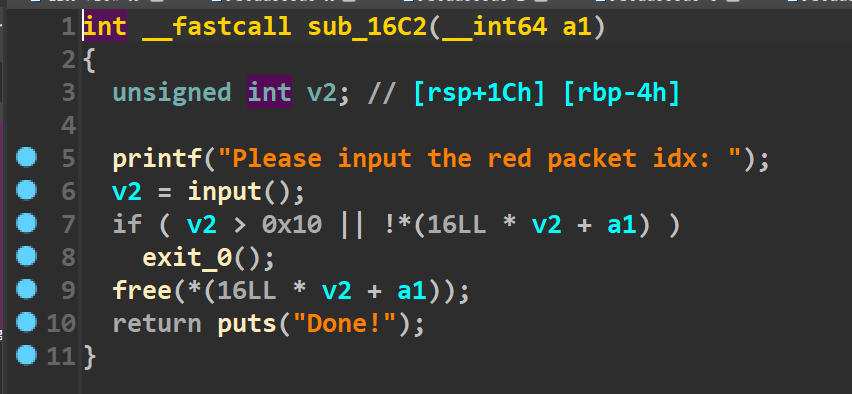 1 int __fastcall sub_16C2(__int64 a1)
2 {
3   unsigned int v2; // [rsp+1Ch] [rbp-4h]
4
5   printf("Please input the red packet idx: ");
6   v2 = input();
7   if ( v2 > 0x10 || !*(16LL * v2 + a1) )
8     exit_0();
9   free(*(16LL * v2 + a1));
10   return puts("Done!");
11 }